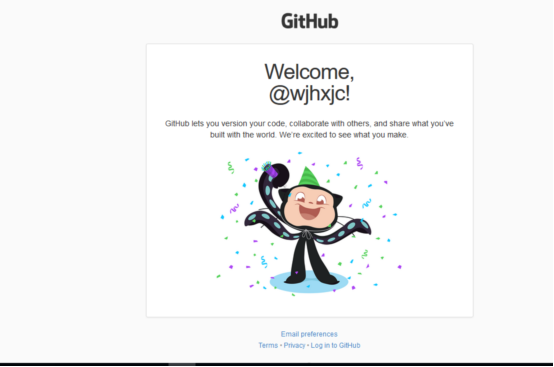 GitHub
Welcome,
@wjhxjc!
GitHub lets you version your code, collaborate with others, and share what you've
built with the world. We're excited to see what you make.
Email preferences
Terms • Privacy • Log in to GitHub